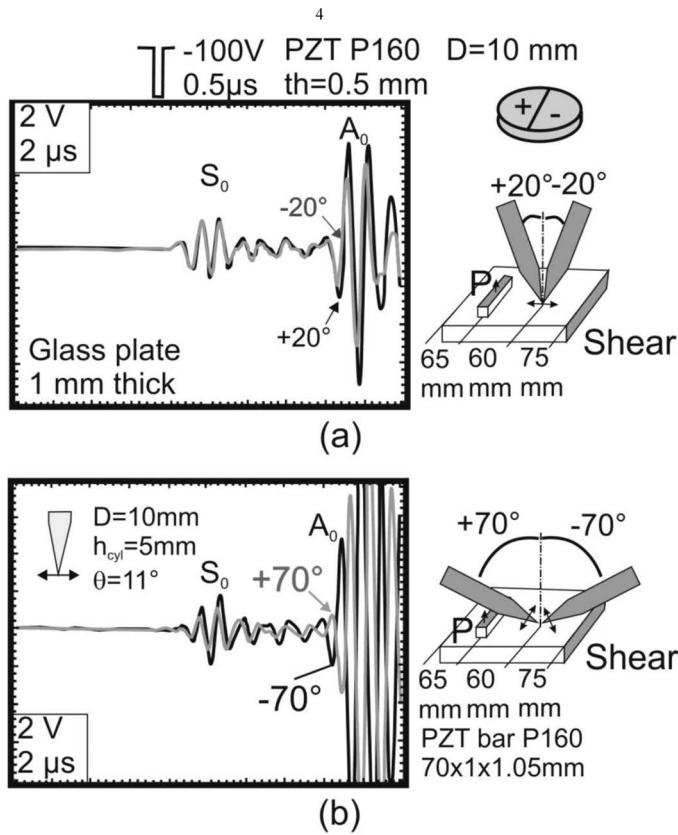 4
-100V PZT P160 D=10 mm
0.5µs th=0.5 mm
+ -
2 V
2 µs
A₀
S₀
-20°
+20°
Glass plate
1 mm thick
+20° -20°
P
65 60 75
mm mm mm
Shear
(a)
D=10mm
h_cyl=5mm
θ=11°
A₀
S₀
+70°
-70°
2 V
2 µs
+70° -70°
P
Shear
65 60 75
mm mm mm
PZT bar P160
70x1x1.05mm
(b)